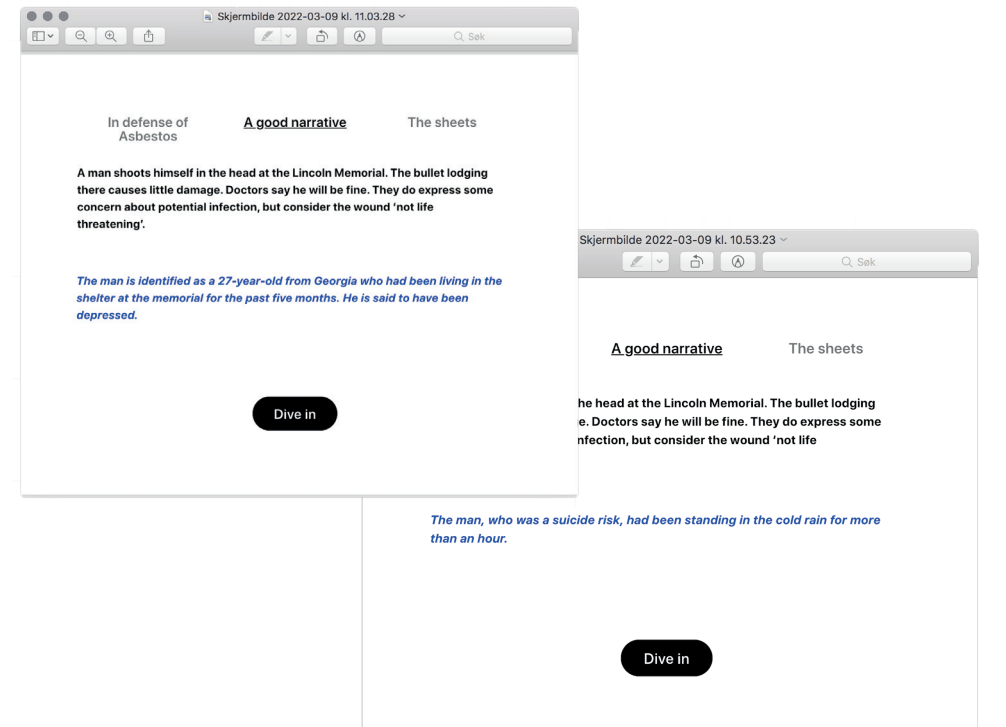 Skjermbilde 2022-03-09 kl. 11.03.28
Søk
In defense of
Asbestos
A good narrative
The sheets
A man shoots himself in the head at the Lincoln Memorial. The bullet lodging
there causes little damage. Doctors say he will be fine. They do express some
concern about potential infection, but consider the wound ‘not life
threatening’.
The man is identified as a 27-year-old from Georgia who had been living in the
shelter at the memorial for the past five months. He is said to have been
depressed.
Dive in
Skjermbilde 2022-03-09 kl. 10.53.23
Søk
A good narrative
The sheets
he head at the Lincoln Memorial. The bullet lodging
e. Doctors say he will be fine. They do express some
nfection, but consider the wound ‘not life
The man, who was a suicide risk, had been standing in the cold rain for more
than an hour.
Dive in